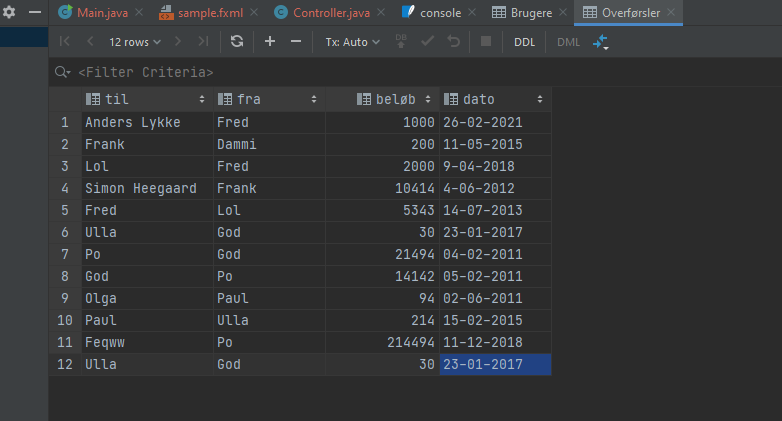 Main.java sample.fxml Controller.java console Brugere Overførsler
12 rows Tx: Auto DB DDL DML
<Filter Criteria>
til fra beløb dato
1 Anders Lykke Fred 1000 26-02-2021
2 Frank Dammi 200 11-05-2015
3 Lol Fred 2000 9-04-2018
4 Simon Heegaard Frank 10414 4-06-2012
5 Fred Lol 5343 14-07-2013
6 Ulla God 30 23-01-2017
7 Po God 21494 04-02-2011
8 God Po 14142 05-02-2011
9 Olga Paul 94 02-06-2011
10 Paul Ulla 214 15-02-2015
11 Feqww Po 214494 11-12-2018
12 Ulla God 30 23-01-2017